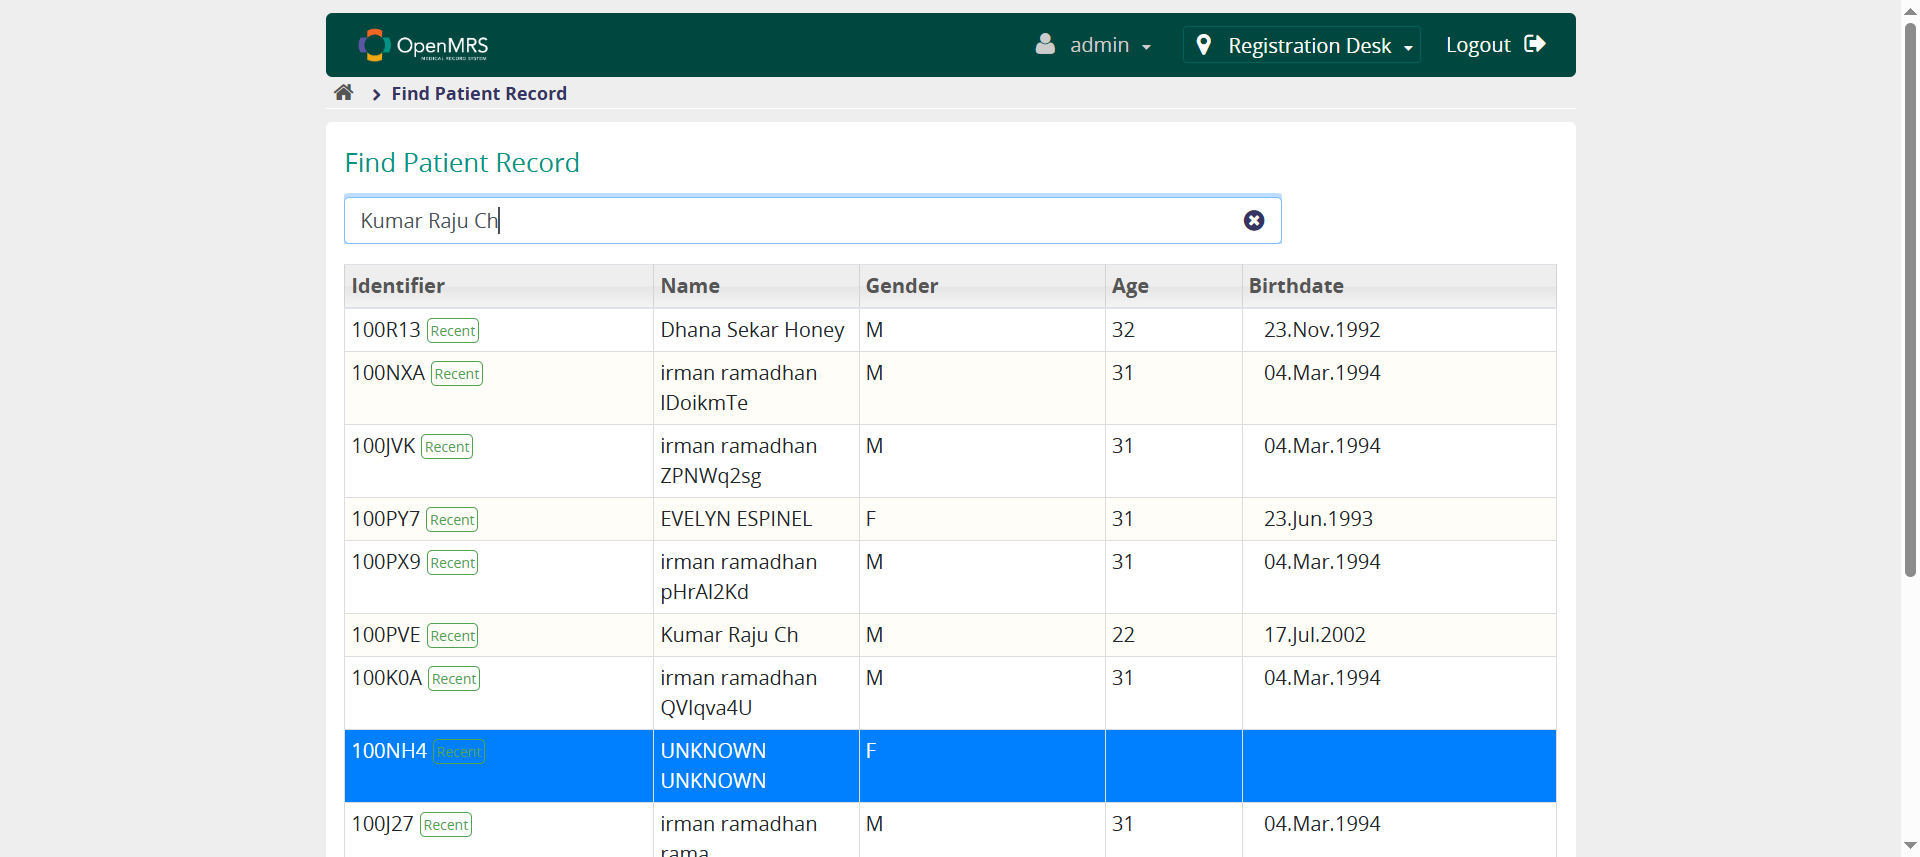 OpenMRS
MEDICAL RECORD SYSTEM
admin
Registration Desk
Logout
Find Patient Record
Find Patient Record
Kumar Raju Ch
Identifier Name Gender Age Birthdate
100R13 Recent Dhana Sekar Honey M 32 23.Nov.1992
100NXA Recent irman ramadhan M 31 04.Mar.1994
lDoikmTe
100JVK Recent irman ramadhan M 31 04.Mar.1994
ZPNWq2sg
100PY7 Recent EVELYN ESPINEL F 31 23.Jun.1993
100PX9 Recent irman ramadhan M 31 04.Mar.1994
pHrAl2Kd
100PVE Recent Kumar Raju Ch M 22 17.Jul.2002
100K0A Recent irman ramadhan M 31 04.Mar.1994
QVlqva4U
100NH4 Recent UNKNOWN F
UNKNOWN
100J27 Recent irman ramadhan M 31 04.Mar.1994
rama